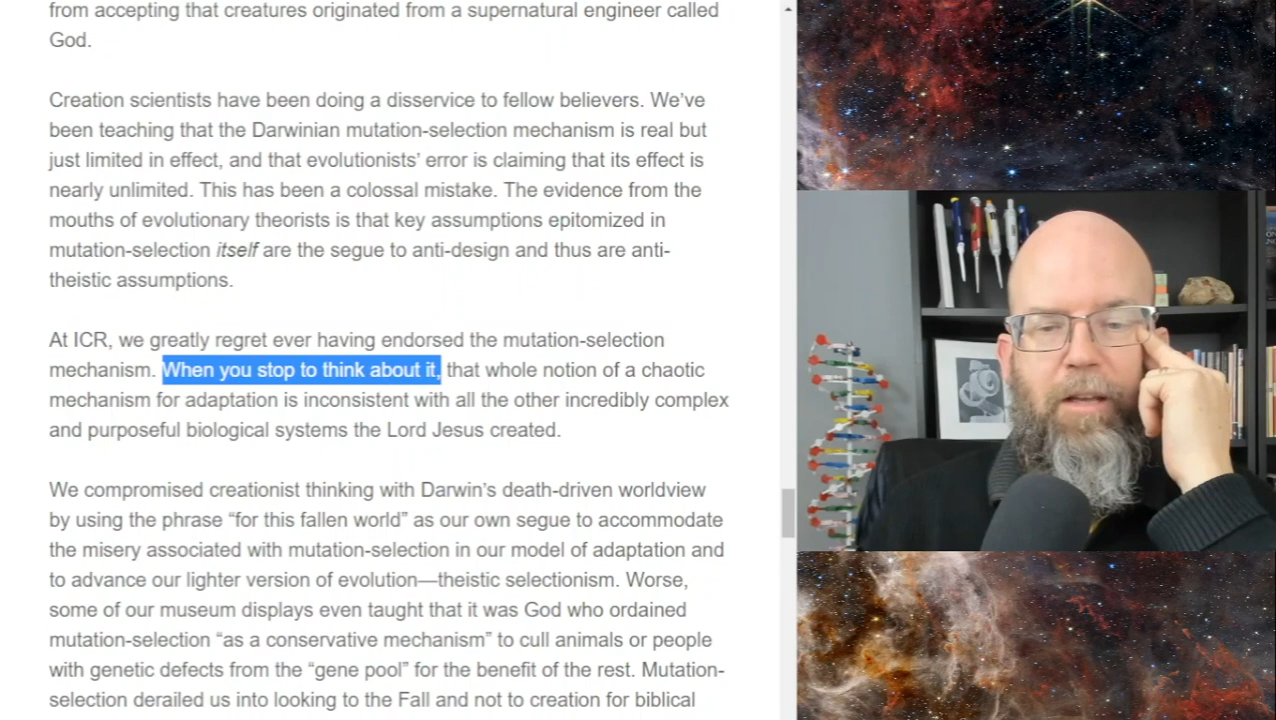 from accepting that creatures originated from a supernatural engineer called
God.
Creation scientists have been doing a disservice to fellow believers. We’ve
been teaching that the Darwinian mutation-selection mechanism is real but
just limited in effect, and that evolutionists’ error is claiming that its effect is
nearly unlimited. This has been a colossal mistake. The evidence from the
mouths of evolutionary theorists is that key assumptions epitomized in
mutation-selection itself are the segue to anti-design and thus are anti-
theistic assumptions.
At ICR, we greatly regret ever having endorsed the mutation-selection
mechanism. When you stop to think about it, that whole notion of a chaotic
mechanism for adaptation is inconsistent with all the other incredibly complex
and purposeful biological systems the Lord Jesus created.
We compromised creationist thinking with Darwin’s death-driven worldview
by using the phrase “for this fallen world” as our own segue to accommodate
the misery associated with mutation-selection in our model of adaptation and
to advance our lighter version of evolution—theistic selectionism. Worse,
some of our museum displays even taught that it was God who ordained
mutation-selection “as a conservative mechanism” to cull animals or people
with genetic defects from the “gene pool” for the benefit of the rest. Mutation-
selection derailed us into looking to the Fall and not to creation for biblical